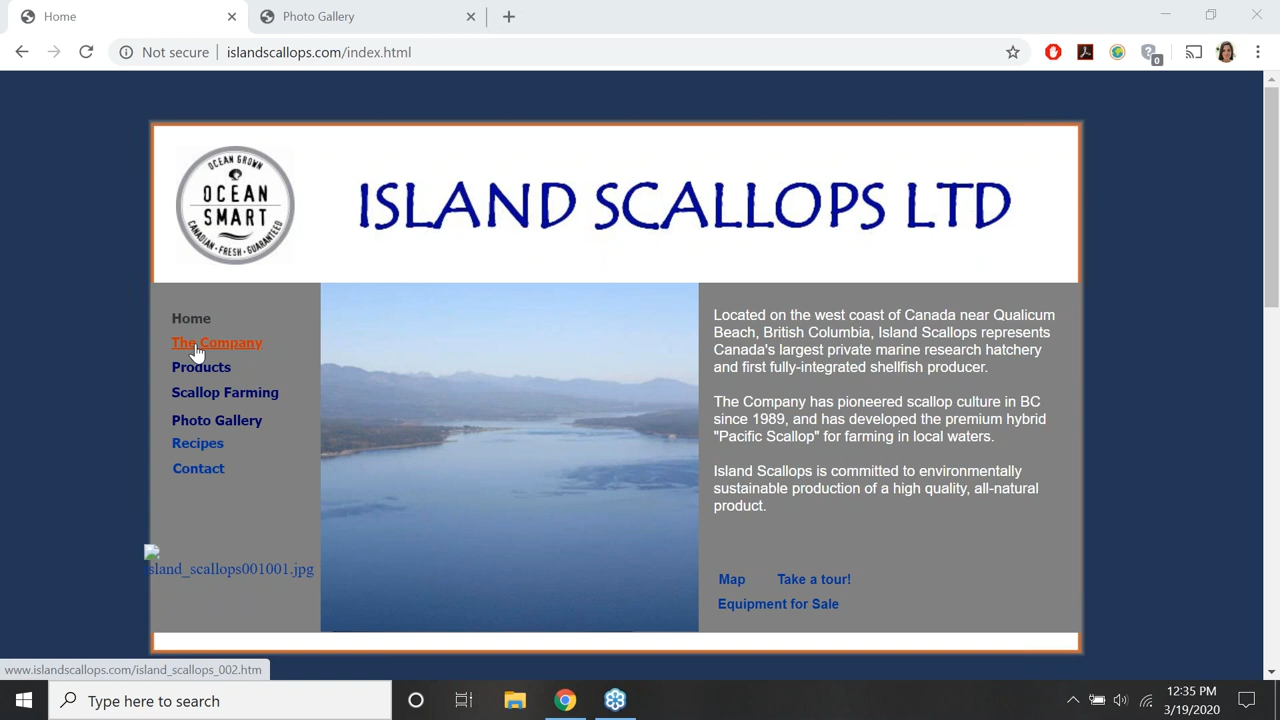 Home
Photo Gallery
Not secure
islandscallops.com/index.html
0
OCEAN GROWN
OCEAN
SMART
CANADIAN • FRESH • GUARANTEED
ISLAND SCALLOPS LTD
Home
The Company
Products
Scallop Farming
Photo Gallery
Recipes
Contact
island_scallops001001.jpg
Located on the west coast of Canada near Qualicum
Beach, British Columbia, Island Scallops represents
Canada's largest private marine research hatchery
and first fully-integrated shellfish producer.
The Company has pioneered scallop culture in BC
since 1989, and has developed the premium hybrid
"Pacific Scallop" for farming in local waters.
Island Scallops is committed to environmentally
sustainable production of a high quality, all-natural
product.
Map Take a tour!
Equipment for Sale
www.islandscallops.com/island_scallops_002.htm
Type here to search
12:35 PM
3/19/2020